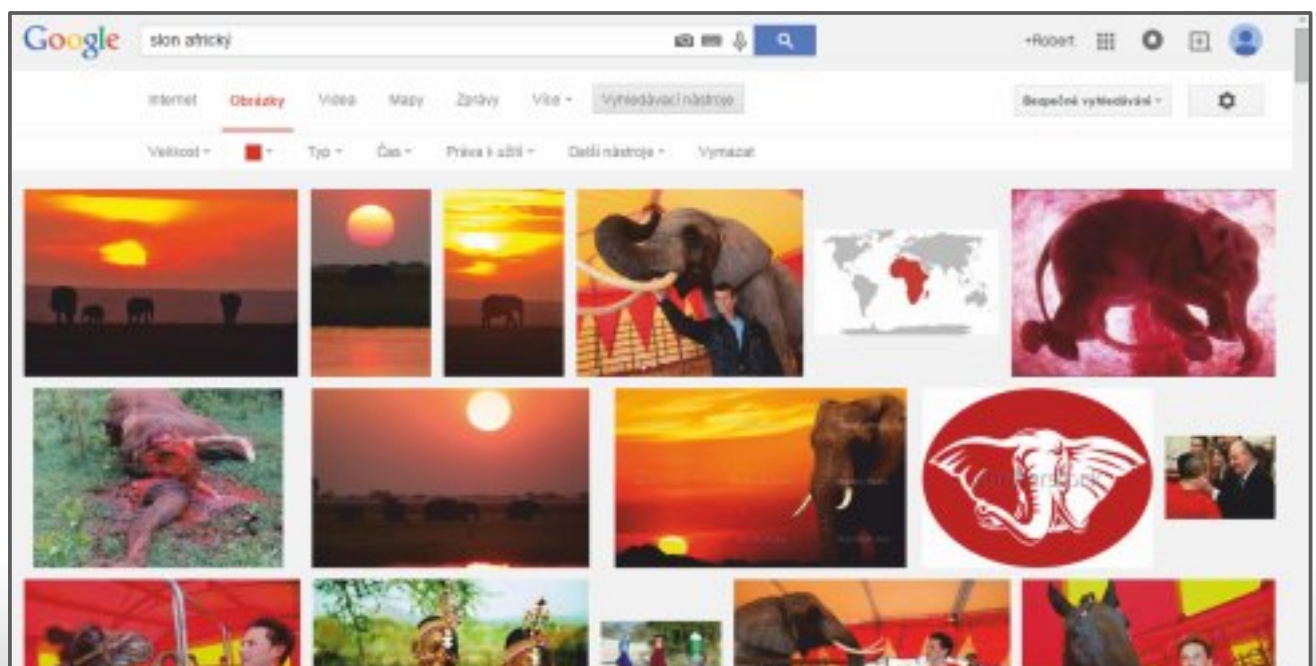 Google slon africký +Robert
Internet Obrázky Videa Mapy Zprávy Více Vyhledávací nástroje Bezpečné vyhledávání
Velikost Typ Čas Práva k užití Další nástroje Vymazat